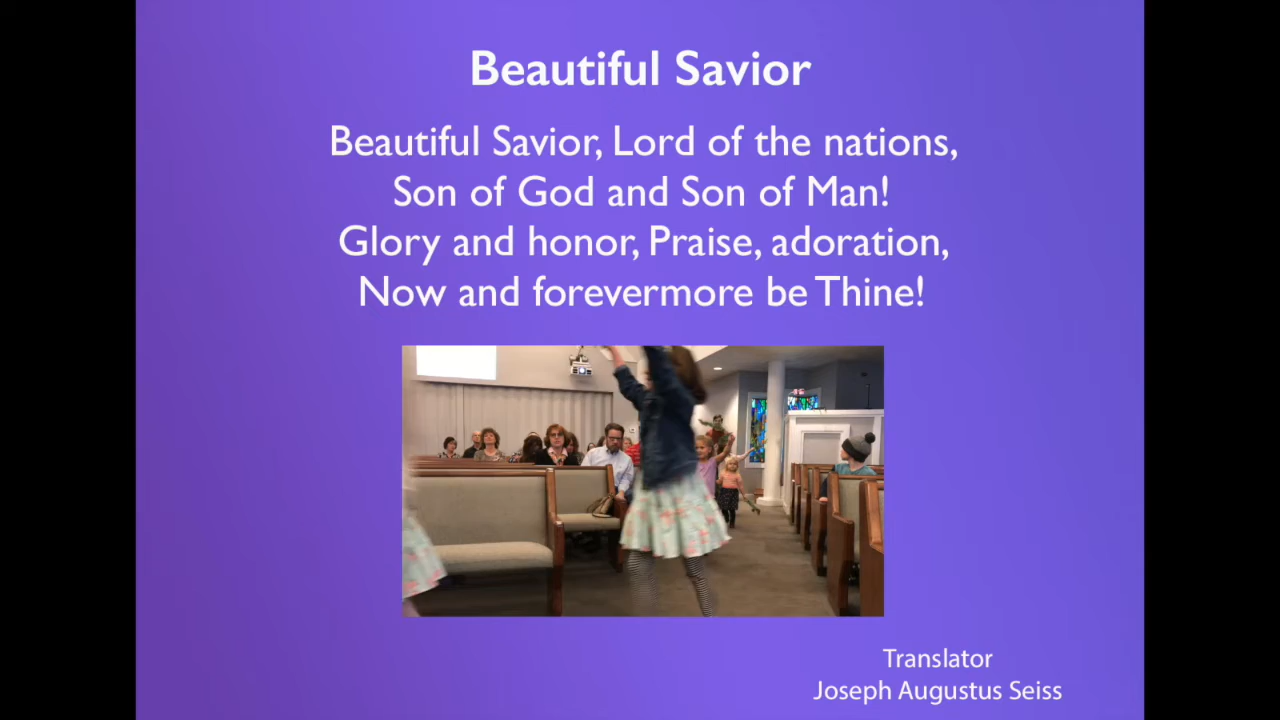 Beautiful Savior
Beautiful Savior, Lord of the nations,
Son of God and Son of Man!
Glory and honor, Praise, adoration,
Now and forevermore be Thine!
Translator
Joseph Augustus Seiss